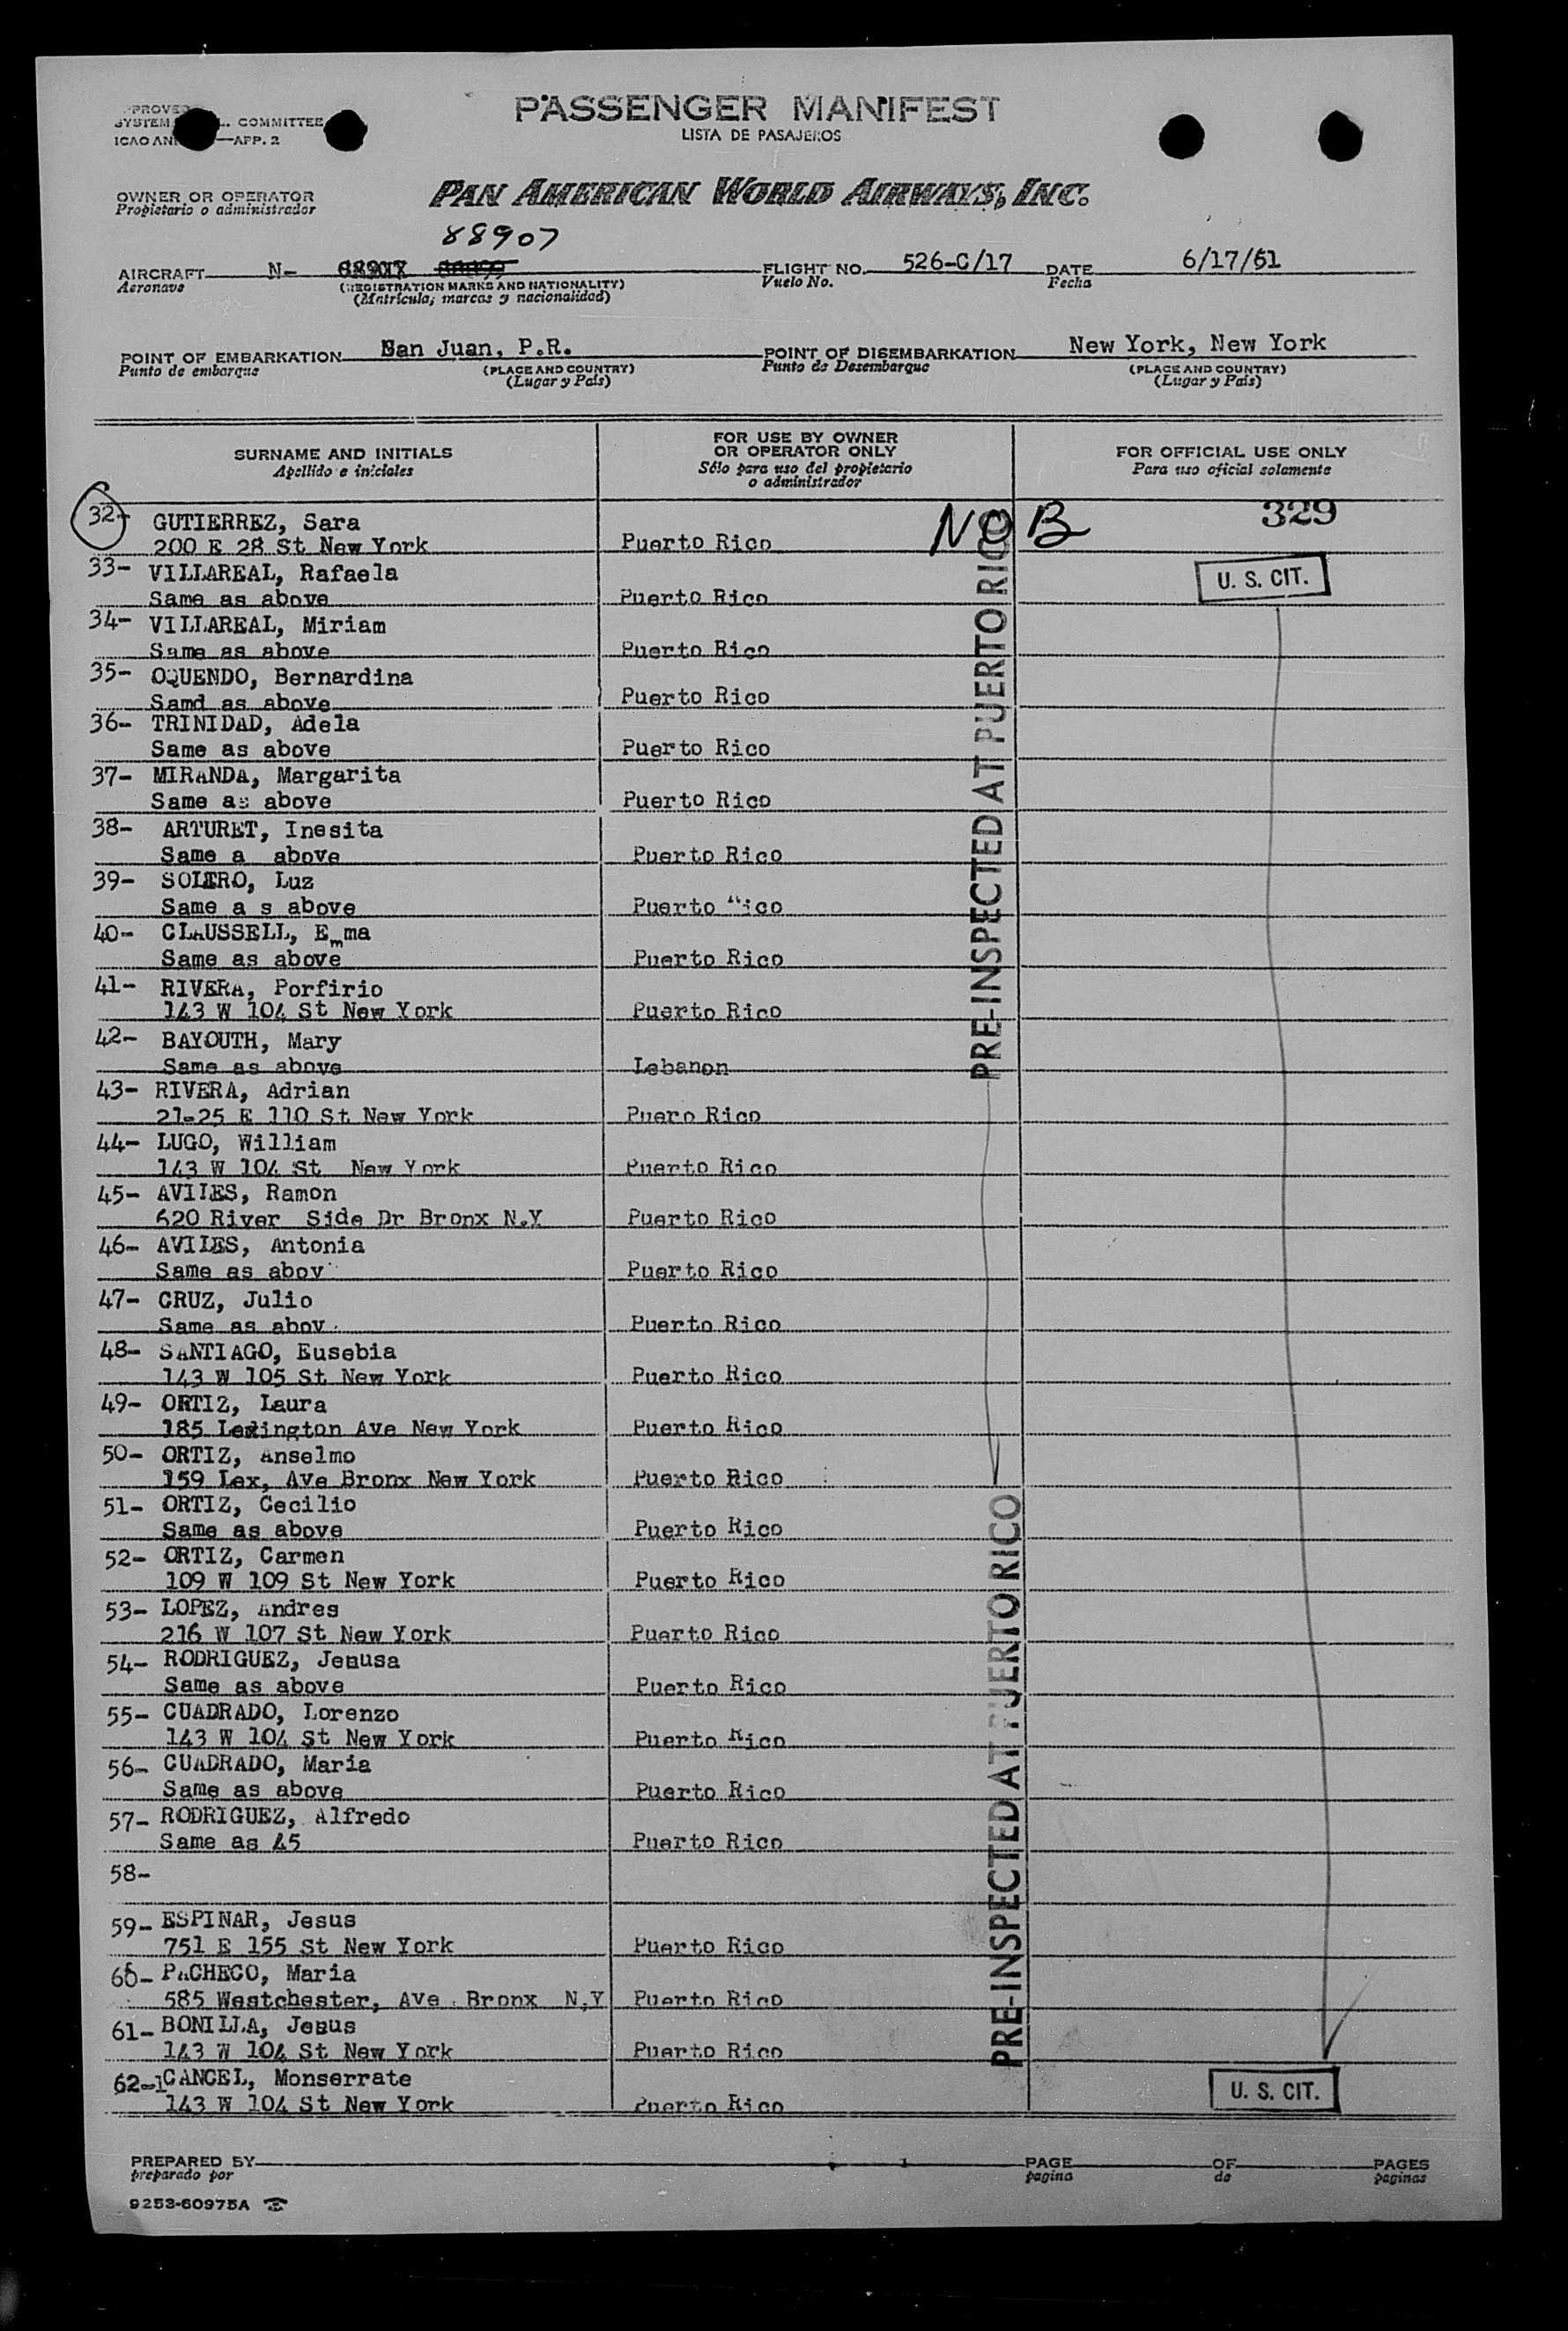 PASSENGER MANIFEST
LISTA DE PASAJEROS
COMMITTEE
ICAO —APP. 2
OWNER OR OPERATOR
Propietario o administrador
PAN AMERICAN WORLD AIRWAYS, INC.
88907
AIRCRAFT N- FLIGHT NO. 526-C/17 DATE 6/17/61
Aeronave (REGISTRATION MARKS AND NATIONALITY) Vuelo No. Fecha
(Matrícula, marcas y nacionalidad)
POINT OF EMBARKATION San Juan, P.R. POINT OF DISEMBARKATION New York, New York
Punto de embarque (PLACE AND COUNTRY) Punto de Desembarque (PLACE AND COUNTRY)
(Lugar y País) (Lugar y País)
SURNAME AND INITIALS FOR USE BY OWNER OR OPERATOR ONLY FOR OFFICIAL USE ONLY
Apellido e iniciales Sólo para uso del propietario o administrador Para uso oficial solamente
32- GUTIERREZ, Sara NOB 329
200 E 28 St New York Puerto Rico
33- VILLAREAL, Rafaela U. S. CIT.
Same as above Puerto Rico
34- VILLAREAL, Miriam
Same as above Puerto Rico
35- OQUENDO, Bernardina
Samd as above Puerto Rico
36- TRINIDAD, Adela
Same as above Puerto Rico
37- MIRANDA, Margarita
Same as above Puerto Rico
PRE-INSPECTED AT PUERTO RICO
38- ARTURET, Inesita
Same a above Puerto Rico
39- SOLERO, Luz
Same a s above Puerto Rico
40- CLAUSSELL, Emma
Same as above Puerto Rico
41- RIVERA, Porfirio
143 W 104 St New York Puerto Rico
42- BAYOUTH, Mary
Same as above Lebanon
43- RIVERA, Adrian
21-25 E 110 St New York Puero Rico
44- LUGO, William
143 W 104 St New York Puerto Rico
45- AVILES, Ramon
620 River Side Dr Bronx N.Y Puerto Rico
46- AVILES, Antonia
Same as abov Puerto Rico
47- CRUZ, Julio
Same as abov Puerto Rico
48- SANTIAGO, Eusebia
143 W 105 St New York Puerto Rico
49- ORTIZ, Laura
185 Lexington Ave New York Puerto Rico
50- ORTIZ, Anselmo
159 Lex, Ave Bronx New York Puerto Rico
51- ORTIZ, Cecilio
Same as above Puerto Rico
52- ORTIZ, Carmen
109 W 109 St New York Puerto Rico
53- LOPEZ, Andres
216 W 107 St New York Puerto Rico
54- RODRIGUEZ, Jesusa
Same as above Puerto Rico
55- CUADRADO, Lorenzo
143 W 104 St New York Puerto Rico
56- CUADRADO, Maria
Same as above Puerto Rico
57- RODRIGUEZ, Alfredo
Same as 45 Puerto Rico
58-
PRE-INSPECTED AT PUERTO RICO
59- ESPINAR, Jesus
751 E 155 St New York Puerto Rico
60- PACHECO, Maria
585 Westchester, Ave. Bronx N,Y Puerto Rico
61- BONILLA, Jesus
143 W 104 St New York Puerto Rico
62- CANCEL, Monserrate U. S. CIT.
143 W 104 St New York Puerto Rico
PREPARED BY PAGE OF PAGES
preparado por pagina de paginas
9253-60975A